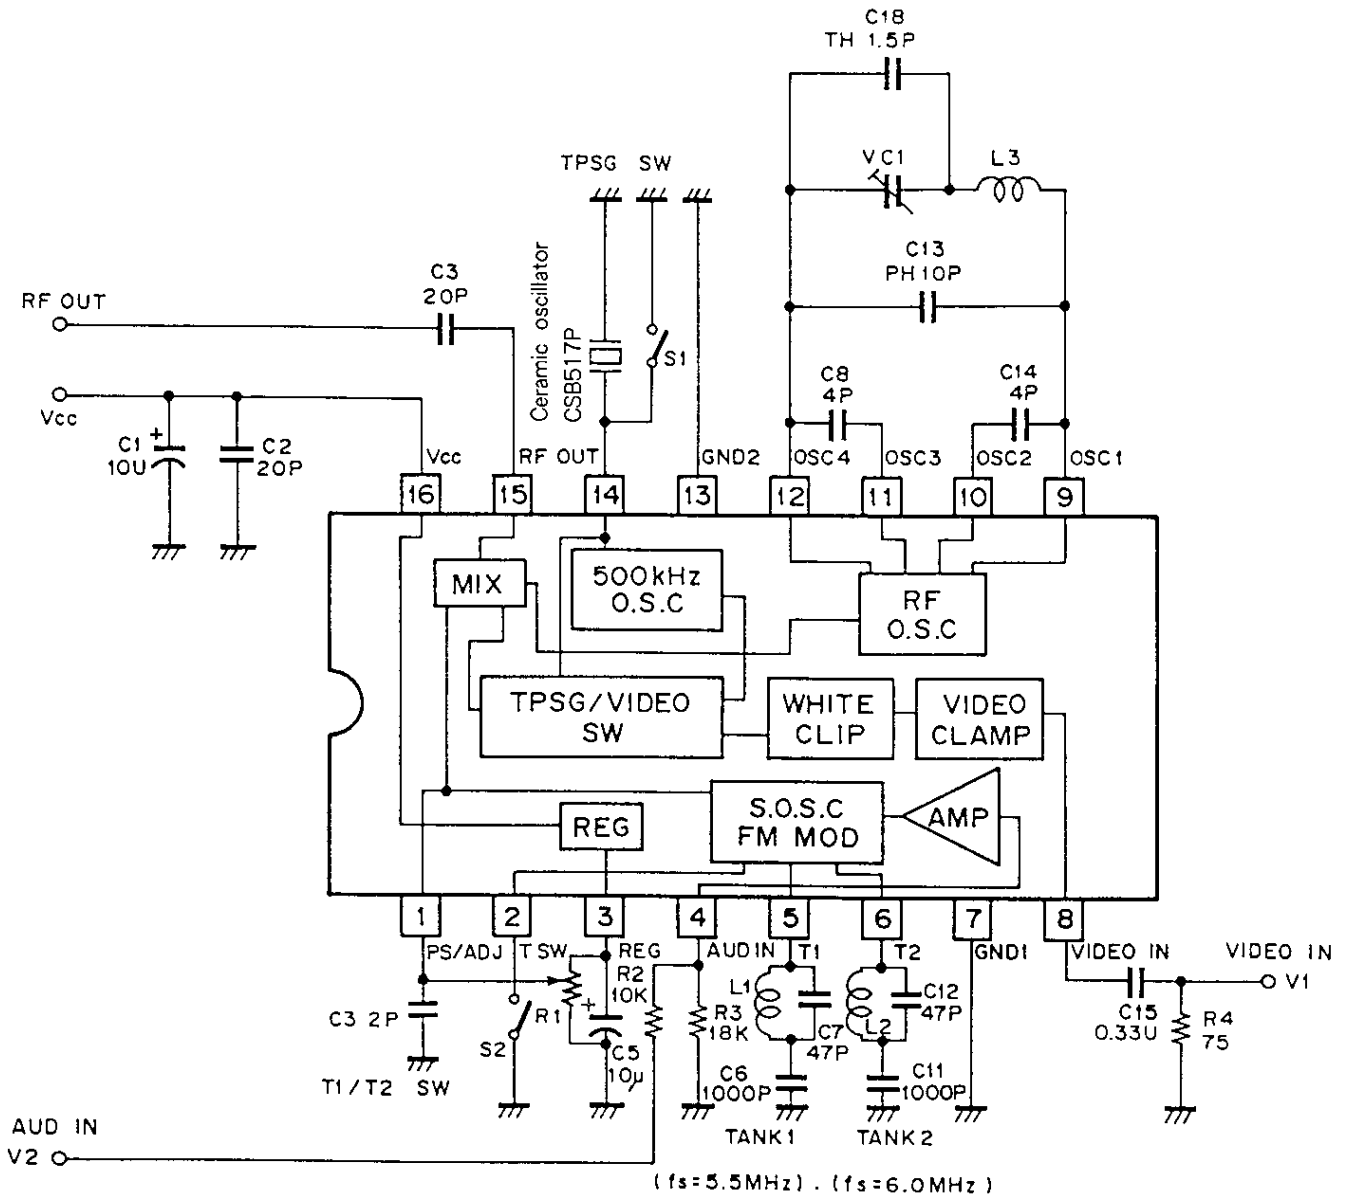 C18
TH 1.5P
TPSG SW
VC1
L3
C13
PH10P
C3
20P
RF OUT
Ceramic oscillator
CSB517P
S1
Vcc
C1
10U
+
C2
20P
C8
4P
C14
4P
Vcc
RF OUT
GND2
OSC4
OSC3
OSC2
OSC1
16
15
14
13
12
11
10
9
MIX
500kHz
O.S.C
RF
O.S.C
TPSG/VIDEO
SW
WHITE
CLIP
VIDEO
CLAMP
REG
S.O.S.C
FM MOD
AMP
1
2
3
4
5
6
7
8
PS/ADJ
T SW
REG
AUD IN
T1
T2
GND1
VIDEO IN
VIDEO IN
V1
C3 2P
S2
R1
R2
10K
+
C5
10μ
R3
18K
L1
C7
47P
L2
C12
47P
C15
0.33U
R4
75
C6
1000P
C11
1000P
T1/T2 SW
TANK1
TANK2
AUD IN
V2
(fs=5.5MHz) . (fs=6.0MHz)